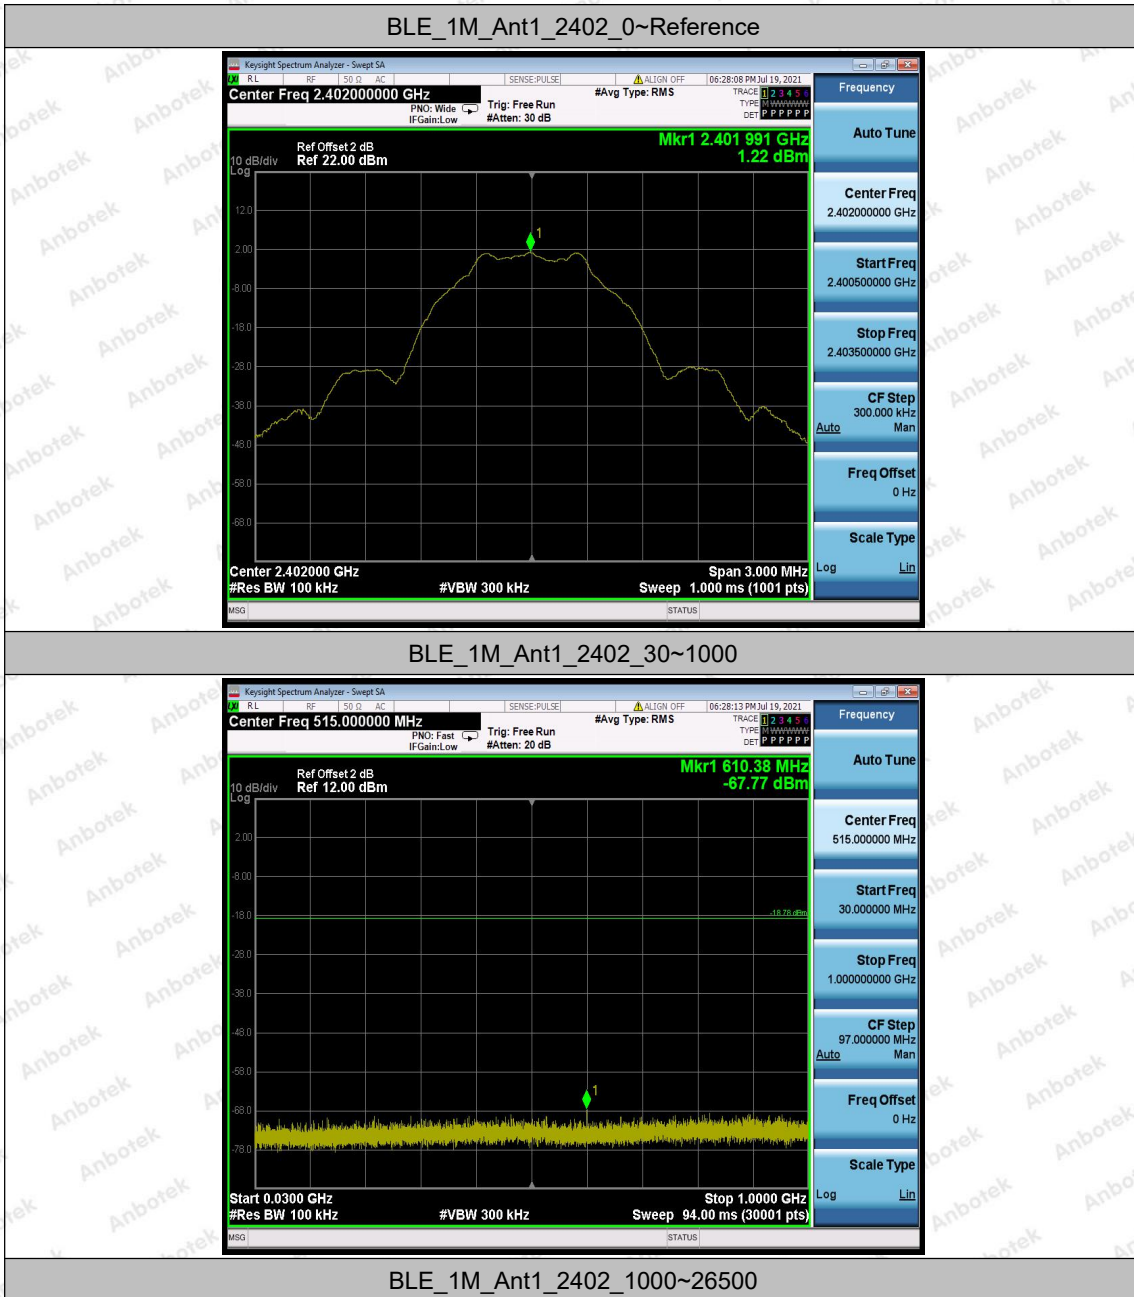 BLE_1M_Ant1_2402_0~Reference
Keysight Spectrum Analyzer - Swept SA
RL RF 50 Ω AC SENSE:PULSE ALIGN OFF 06:28:08 PM Jul 19, 2021
Center Freq 2.402000000 GHz
PNO: Wide
IFGain:Low
Trig: Free Run
#Atten: 30 dB
#Avg Type: RMS
TRACE 1 2 3 4 5 6
TYPE M WWWWW
DET P P P P P P
Ref Offset 2 dB
10 dB/div Ref 22.00 dBm
Log
Mkr1 2.401 991 GHz
1.22 dBm
1
12.0
2.00
-8.00
-18.0
-28.0
-38.0
-48.0
-58.0
-68.0
Center 2.402000 GHz Span 3.000 MHz
#Res BW 100 kHz #VBW 300 kHz Sweep 1.000 ms (1001 pts)
MSG STATUS
Frequency
Auto Tune
Center Freq
2.402000000 GHz
Start Freq
2.400500000 GHz
Stop Freq
2.403500000 GHz
CF Step
300.000 kHz
Auto Man
Freq Offset
0 Hz
Scale Type
Log Lin
BLE_1M_Ant1_2402_30~1000
Keysight Spectrum Analyzer - Swept SA
RL RF 50 Ω AC SENSE:PULSE ALIGN OFF 06:28:13 PM Jul 19, 2021
Center Freq 515.000000 MHz
PNO: Fast
IFGain:Low
Trig: Free Run
#Atten: 20 dB
#Avg Type: RMS
TRACE 1 2 3 4 5 6
TYPE M WWWWW
DET P P P P P P
Ref Offset 2 dB
10 dB/div Ref 12.00 dBm
Log
Mkr1 610.38 MHz
-67.77 dBm
2.00
-8.00
-18.0
-18.78 dBm
-28.0
-38.0
-48.0
-58.0
1
-68.0
-78.0
Start 0.0300 GHz Stop 1.0000 GHz
#Res BW 100 kHz #VBW 300 kHz Sweep 94.00 ms (30001 pts)
MSG STATUS
Frequency
Auto Tune
Center Freq
515.000000 MHz
Start Freq
30.000000 MHz
Stop Freq
1.000000000 GHz
CF Step
97.000000 MHz
Auto Man
Freq Offset
0 Hz
Scale Type
Log Lin
BLE_1M_Ant1_2402_1000~26500